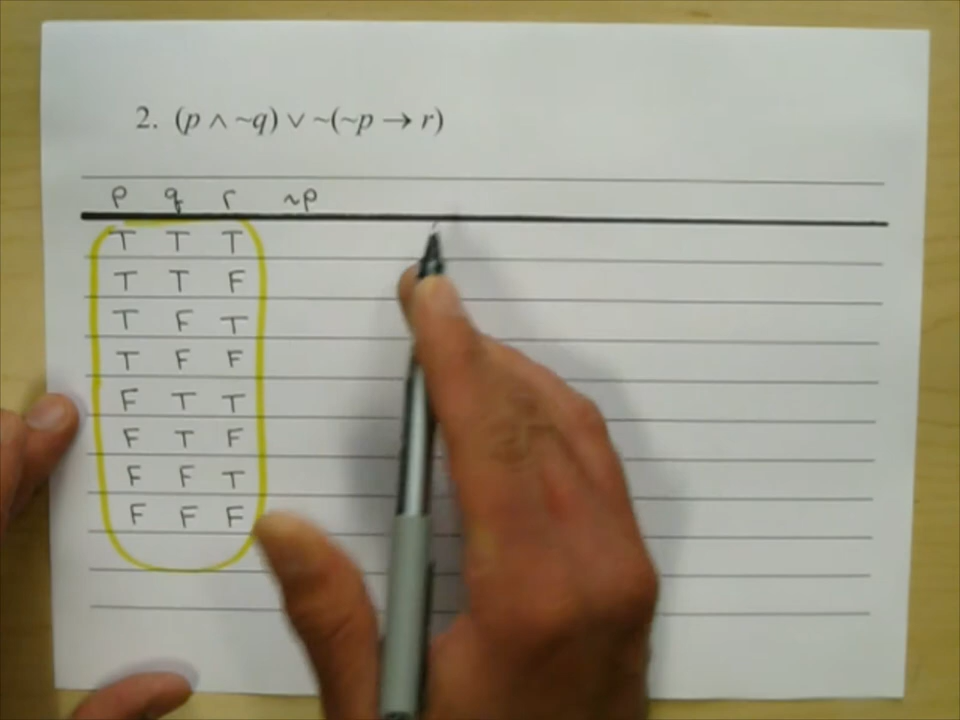 2. (p ∧ ~q) ∨ ~(~p → r)
p q r ~p
T T T
T T F
T F T
T F F
F T T
F T F
F F T
F F F